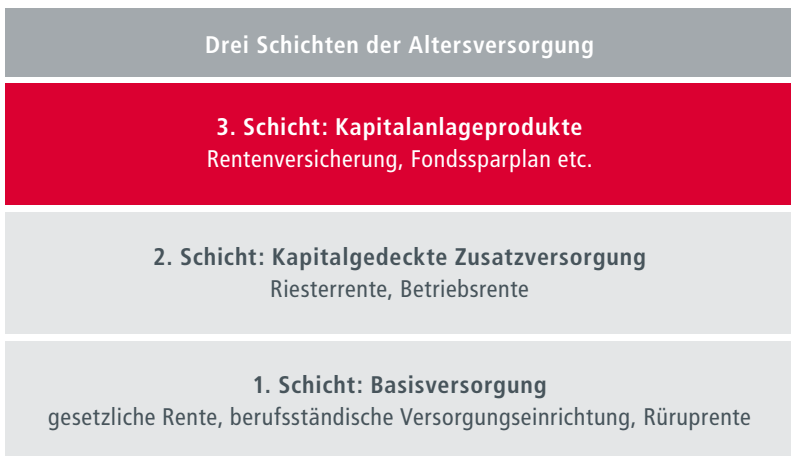 Drei Schichten der Altersversorgung
3. Schicht: Kapitalanlageprodukte
Rentenversicherung, Fondssparplan etc.
2. Schicht: Kapitalgedeckte Zusatzversorgung
Riesterrente, Betriebsrente
1. Schicht: Basisversorgung
gesetzliche Rente, berufsständische Versorgungseinrichtung, Rüruprente